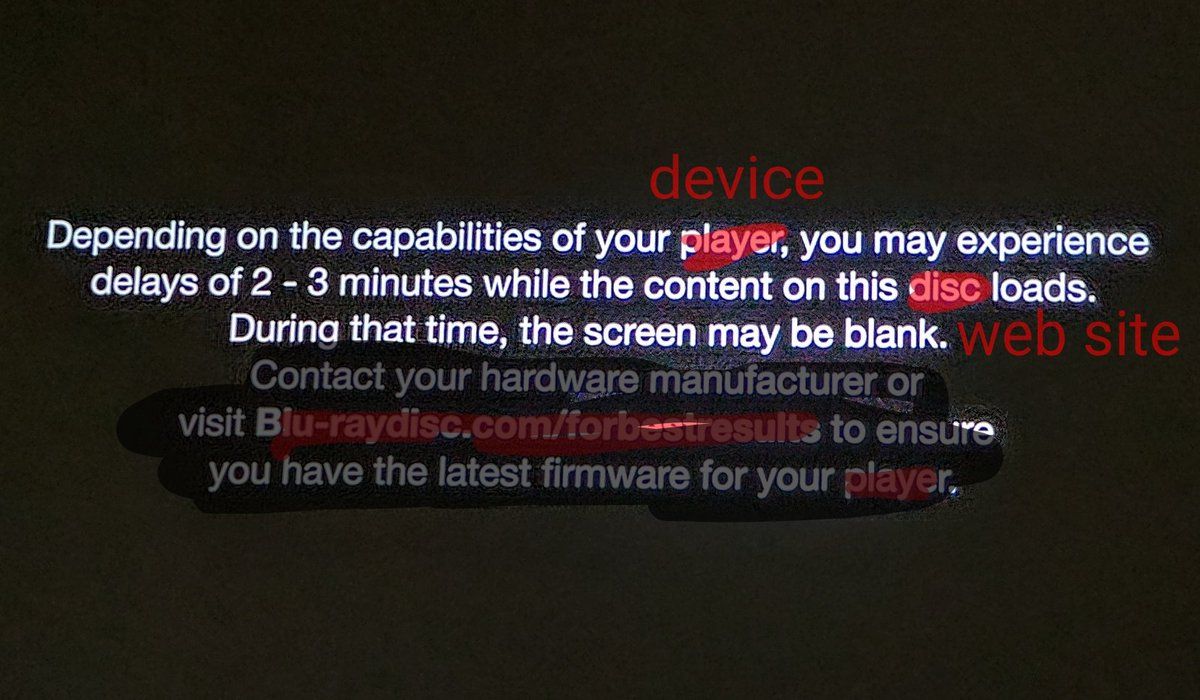 device
Depending on the capabilities of your player, you may experience
delays of 2 - 3 minutes while the content on this disc loads.
During that time, the screen may be blank.
web site
Contact your hardware manufacturer or
visit Blu-raydisc.com/forbestresults to ensure
you have the latest firmware for your player.